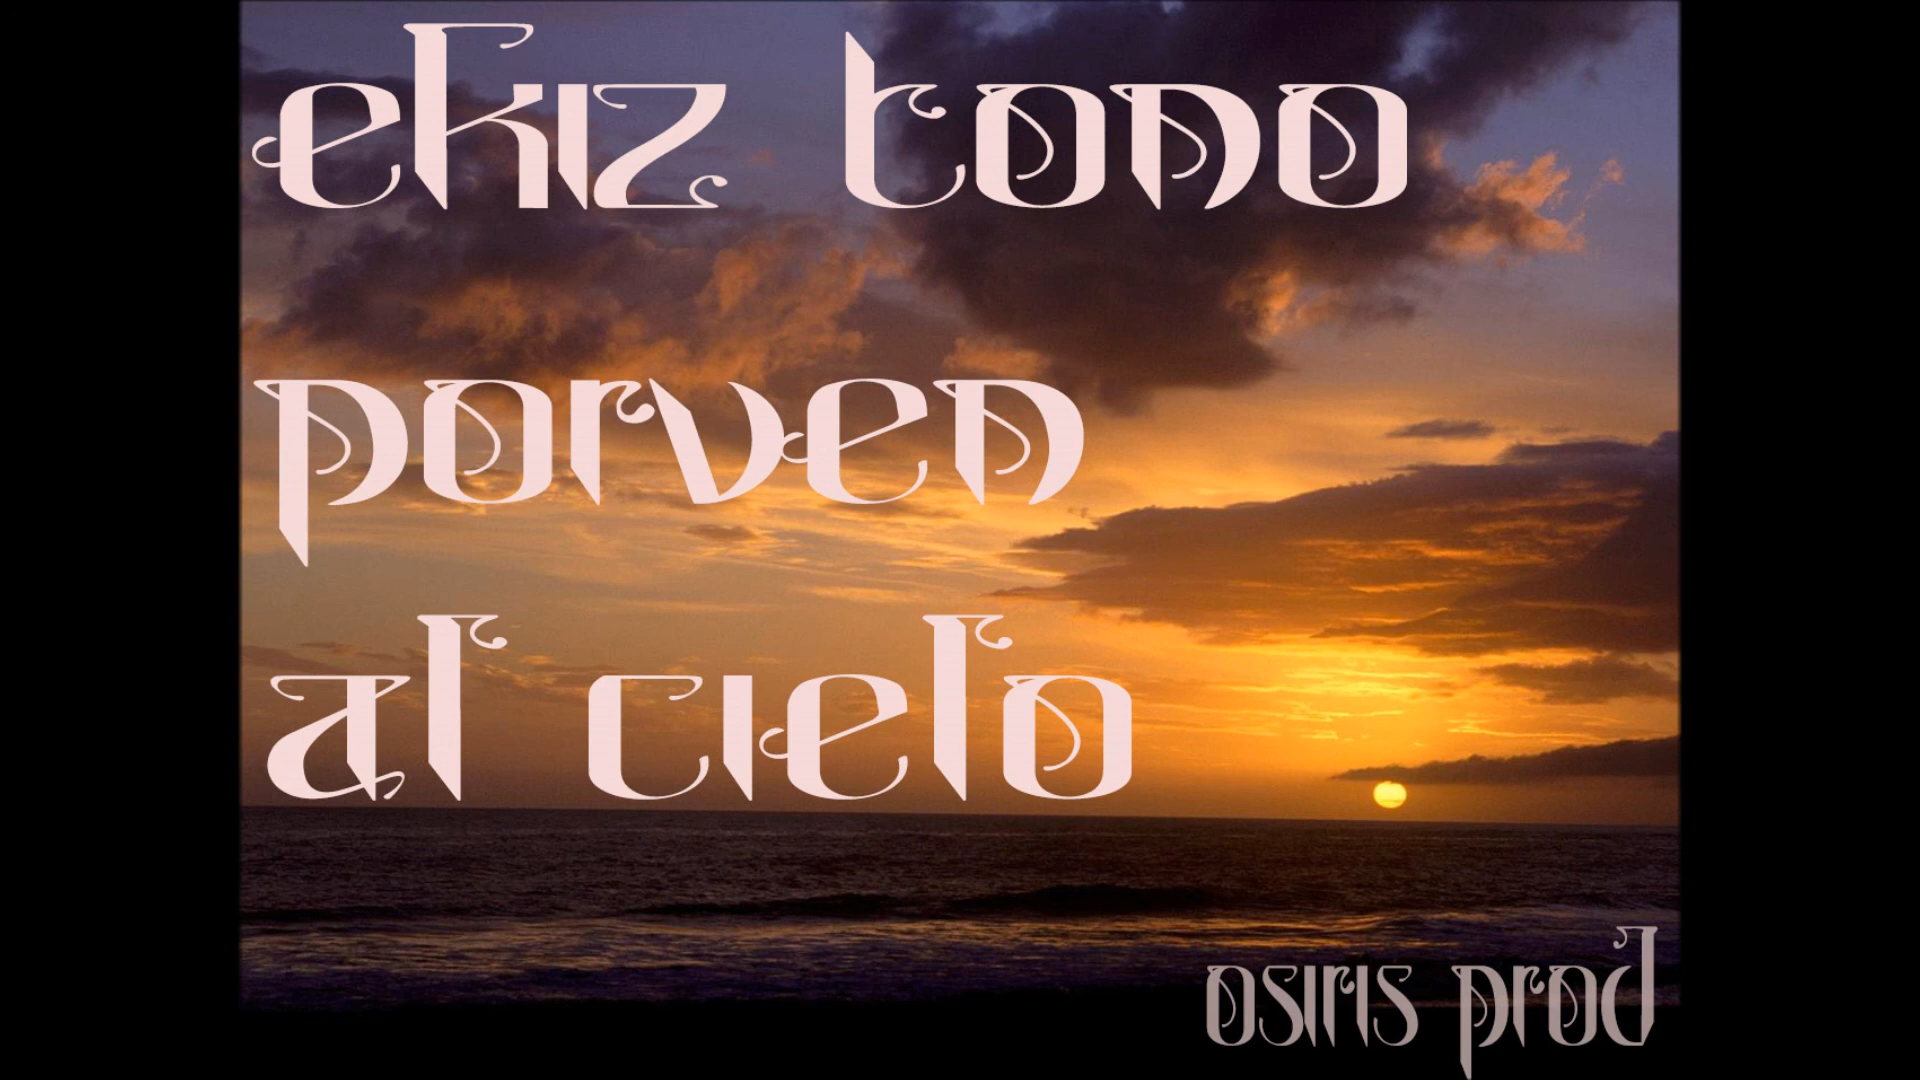 ekiz tono
porven
al cielo
osiris prod